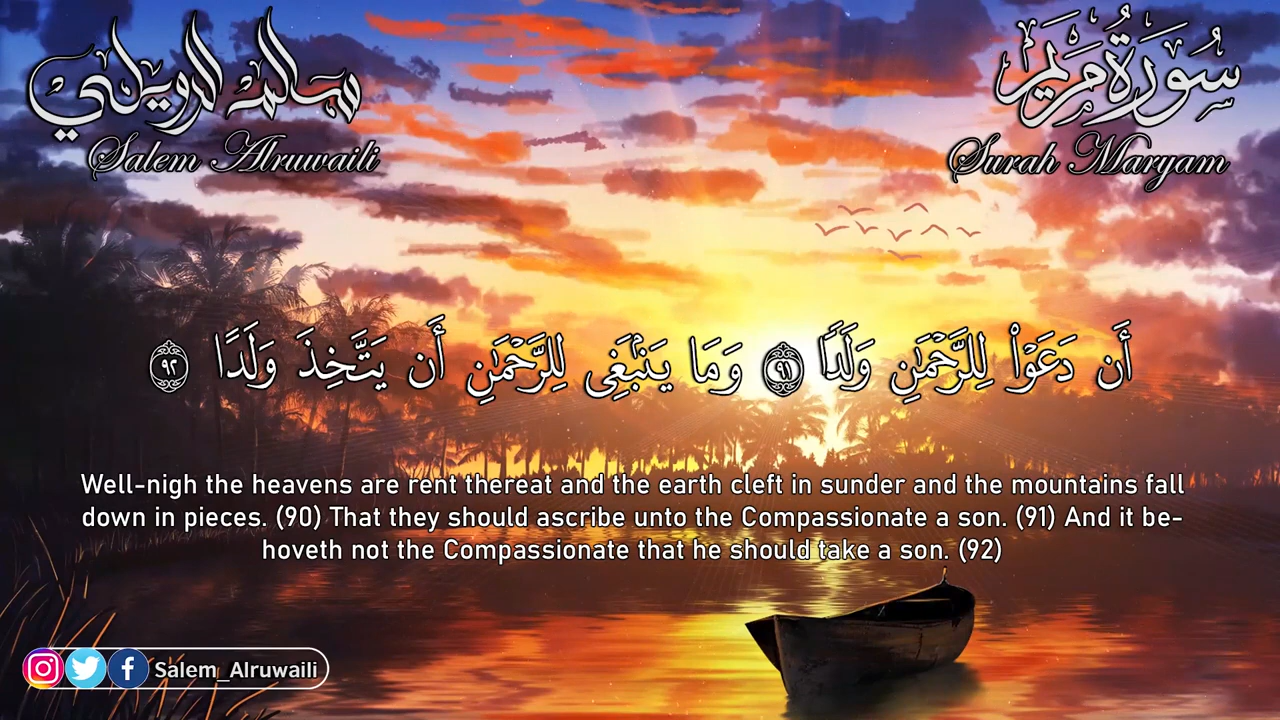 سالم الرويلي
Salem Alruwaili
سورة مريم
Surah Maryam
أَن دَعَوْا۟ لِلرَّحْمَٰنِ وَلَدًا ٩١ وَمَا يَنۢبَغِى لِلرَّحْمَٰنِ أَن يَتَّخِذَ وَلَدًا ٩٢
Well-nigh the heavens are rent thereat and the earth cleft in sunder and the mountains fall
down in pieces. (90) That they should ascribe unto the Compassionate a son. (91) And it be-
hoveth not the Compassionate that he should take a son. (92)
Salem_Alruwaili